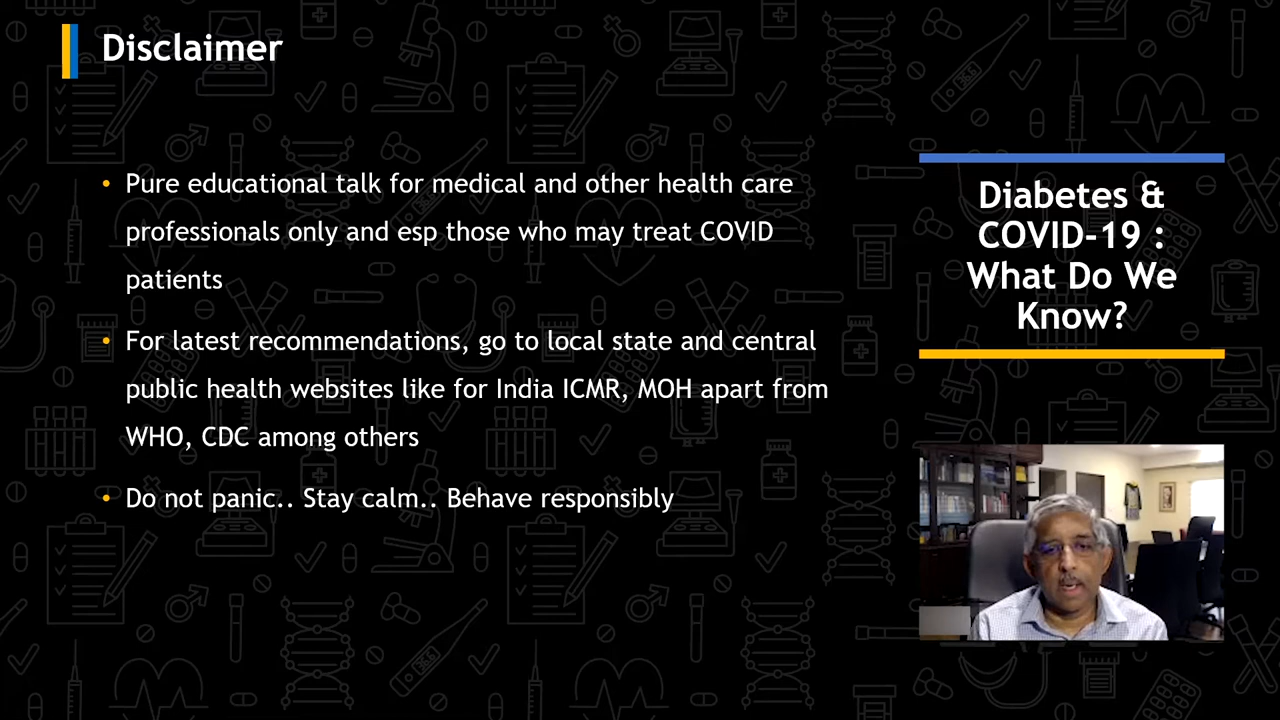 Disclaimer
• Pure educational talk for medical and other health care
professionals only and esp those who may treat COVID
patients
• For latest recommendations, go to local state and central
public health websites like for India ICMR, MOH apart from
WHO, CDC among others
• Do not panic.. Stay calm.. Behave responsibly
Diabetes &
COVID-19 :
What Do We
Know?